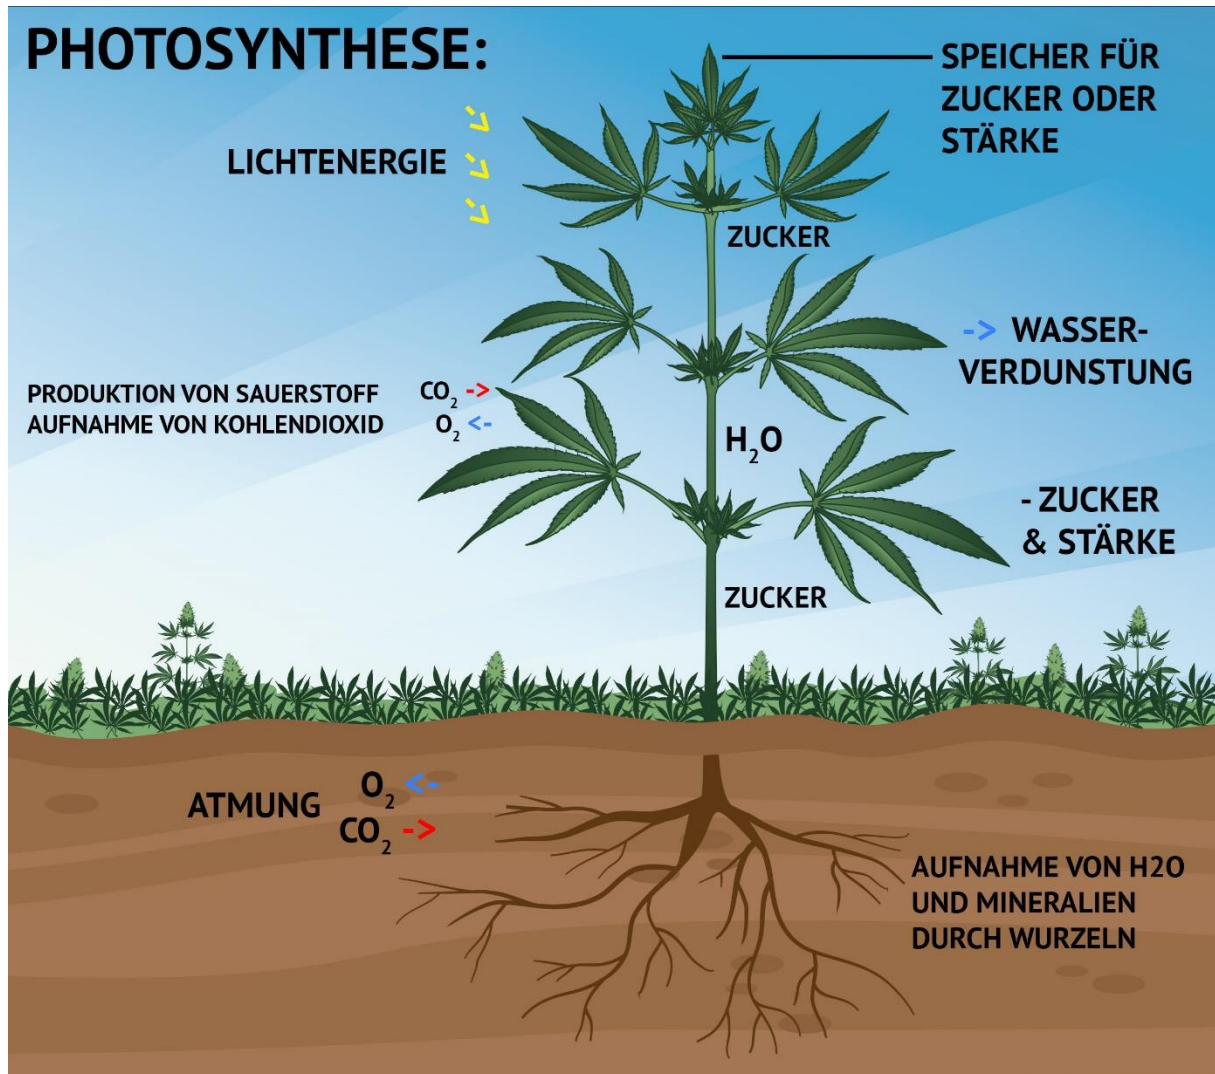 PHOTOSYNTHESE:
SPEICHER FÜR
ZUCKER ODER
STÄRKE
LICHTENERGIE
ZUCKER
-> WASSER-
VERDUNSTUNG
PRODUKTION VON SAUERSTOFF
AUFNAHME VON KOHLENDIOXID
CO₂ ->
O₂ <-
H₂O
- ZUCKER
& STÄRKE
ZUCKER
ATMUNG
O₂ <-
CO₂ ->
AUFNAHME VON H2O
UND MINERALIEN
DURCH WURZELN